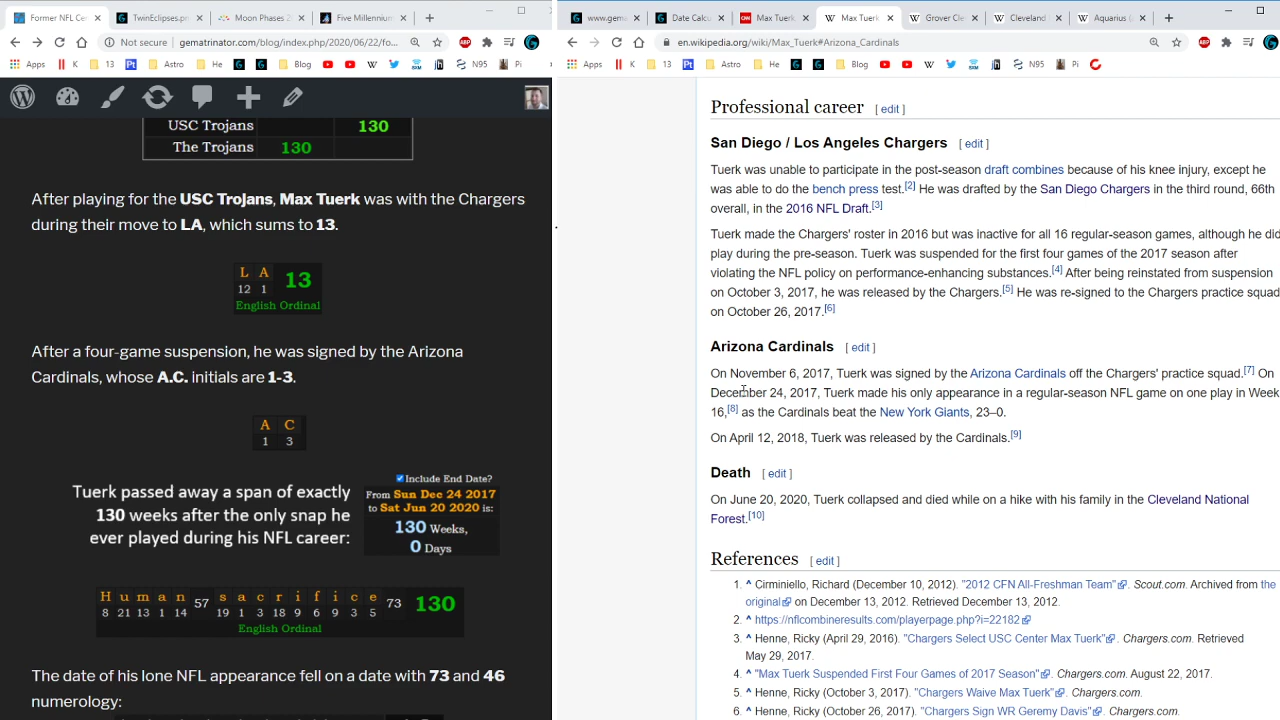 Former NFL Ce
TwinEclipses.pn
Moon Phases 2
Five Millennium
Not secure
gematrinator.com/blog/index.php/2020/06/22/fo...
Apps
K
13
Pt
Astro
He
Blog
N95
Pi
USC Trojans 130
The Trojans 130
After playing for the USC Trojans, Max Tuerk was with the Chargers
during their move to LA, which sums to 13.
L A 13
12 1
English Ordinal
After a four-game suspension, he was signed by the Arizona
Cardinals, whose A.C. initials are 1-3.
A C
1 3
Tuerk passed away a span of exactly
130 weeks after the only snap he
ever played during his NFL career:
Include End Date?
From Sun Dec 24 2017
to Sat Jun 20 2020 is:
130 Weeks,
0 Days
H u m a n 57 s a c r i f i c e 73 130
8 21 13 1 14 19 1 3 18 9 6 9 3 5
English Ordinal
The date of his lone NFL appearance fell on a date with 73 and 46
numerology:
www.gema
Date Calcu
Max Tuerk
Max Tuerk
Grover Cle
Cleveland
Aquarius (a
en.wikipedia.org/wiki/Max_Tuerk#Arizona_Cardinals
Apps
K
13
Pt
Astro
He
Blog
N95
Pi
Professional career [ edit ]
San Diego / Los Angeles Chargers [ edit ]
Tuerk was unable to participate in the post-season draft combines because of his knee injury, except he
was able to do the bench press test.[2] He was drafted by the San Diego Chargers in the third round, 66th
overall, in the 2016 NFL Draft.[3]
Tuerk made the Chargers' roster in 2016 but was inactive for all 16 regular-season games, although he did
play during the pre-season. Tuerk was suspended for the first four games of the 2017 season after
violating the NFL policy on performance-enhancing substances.[4] After being reinstated from suspension
on October 3, 2017, he was released by the Chargers.[5] He was re-signed to the Chargers practice squad
on October 26, 2017.[6]
Arizona Cardinals [ edit ]
On November 6, 2017, Tuerk was signed by the Arizona Cardinals off the Chargers' practice squad.[7] On
December 24, 2017, Tuerk made his only appearance in a regular-season NFL game on one play in Week
16,[8] as the Cardinals beat the New York Giants, 23–0.
On April 12, 2018, Tuerk was released by the Cardinals.[9]
Death [ edit ]
On June 20, 2020, Tuerk collapsed and died while on a hike with his family in the Cleveland National
Forest.[10]
References [ edit ]
1. ^ Cirminiello, Richard (December 10, 2012). "2012 CFN All-Freshman Team". Scout.com. Archived from the
original on December 13, 2012. Retrieved December 13, 2012.
2. ^ https://nflcombineresults.com/playerpage.php?i=22182
3. ^ Henne, Ricky (April 29, 2016). "Chargers Select USC Center Max Tuerk". Chargers.com. Retrieved
May 29, 2017.
4. ^ "Max Tuerk Suspended First Four Games of 2017 Season". Chargers.com. August 22, 2017.
5. ^ Henne, Ricky (October 3, 2017). "Chargers Waive Max Tuerk". Chargers.com.
6. ^ Henne, Ricky (October 26, 2017). "Chargers Sign WR Geremy Davis". Chargers.com.